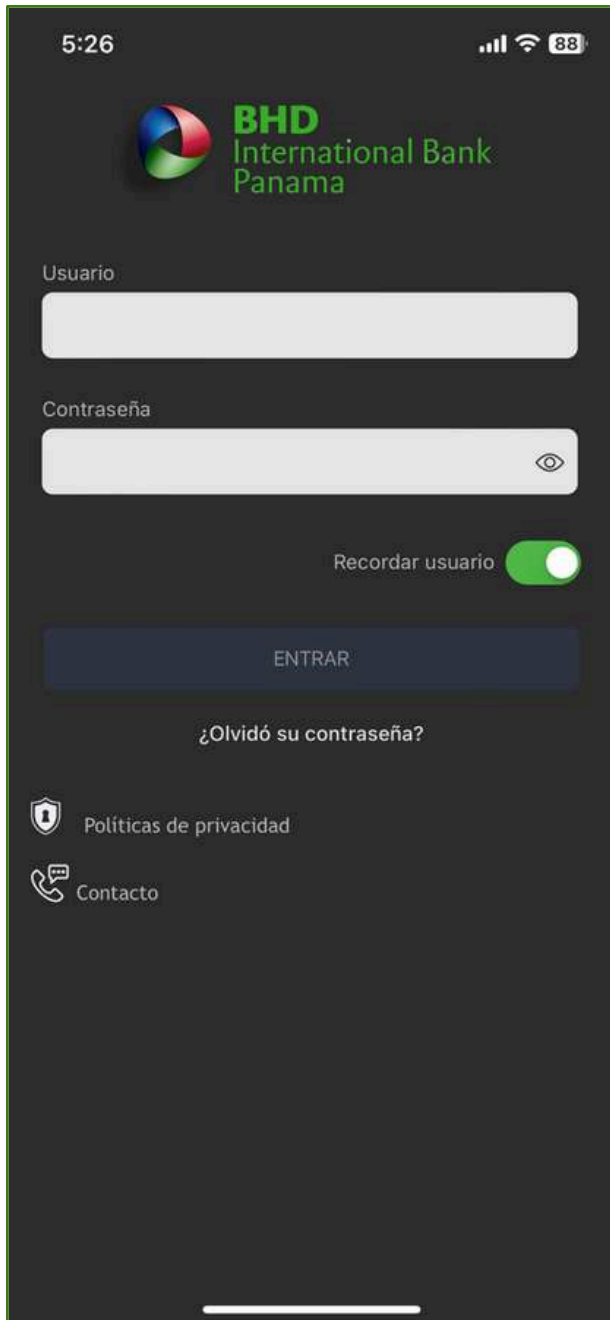 5:26
88
BHD
International Bank
Panama
Usuario
Contraseña
Recordar usuario
ENTRAR
¿Olvidó su contraseña?
Políticas de privacidad
Contacto